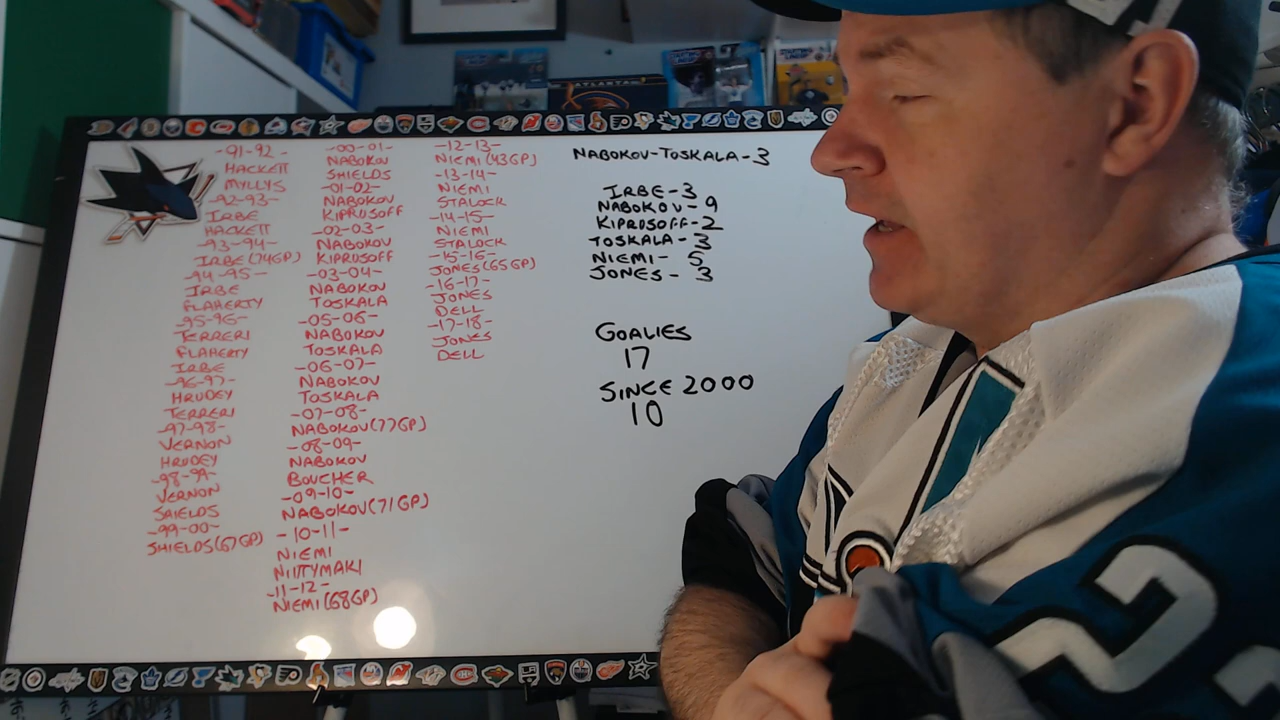 -91-92-
HACKETT
MYLLYS
-92-93-
IRBE
HACKETT
-93-94-
IRBE(74GP)
-94-95-
IRBE
FLAHERTY
-95-96-
TERRERI
FLAHERTY
IRBE
-96-97-
HRUDEY
TERRERI
-97-98-
VERNON
HRUDEY
-98-99-
VERNON
SHIELDS
-99-00-
SHIELDS(67GP)
-00-01-
NABOKOV
SHIELDS
-01-02-
NABOKOV
KIPRUSOFF
-02-03-
NABOKOV
KIPRUSOFF
-03-04-
NABOKOV
TOSKALA
-05-06-
NABOKOV
TOSKALA
-06-07-
NABOKOV
TOSKALA
-07-08-
NABOKOV(77GP)
-08-09-
NABOKOV
BOUCHER
-09-10-
NABOKOV(71GP)
-10-11-
NIEMI
NIITYMAKI
-11-12-
NIEMI(68GP)
-12-13-
NIEMI(43GP)
-13-14-
NIEMI
STALOCK
-14-15-
NIEMI
STALOCK
-15-16-
JONES(65GP)
-16-17-
JONES
DELL
-17-18-
JONES
DELL
NABOKOV-TOSKALA-3
IRBE-3
NABOKOV-9
KIPRUSOFF-2
TOSKALA-3
NIEMI-5
JONES-3
GOALIES
17
SINCE 2000
10